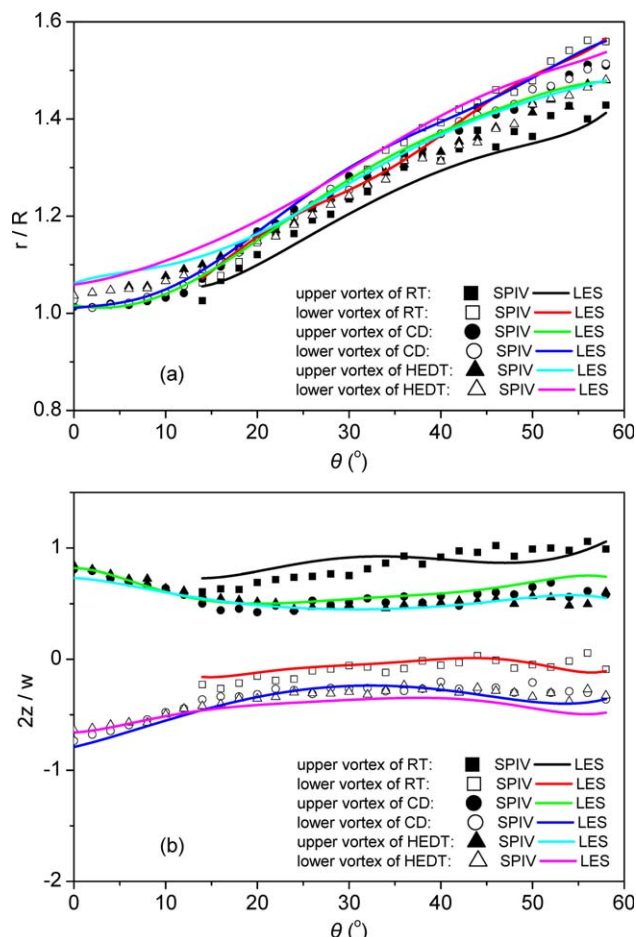 1.6
1.4
1.2
1.0
0.8
r / R
upper vortex of RT: SPIV LES
lower vortex of RT: SPIV LES
upper vortex of CD: SPIV LES
lower vortex of CD: SPIV LES
upper vortex of HEDT: SPIV LES
lower vortex of HEDT: SPIV LES
(a)
0 10 20 30 40 50 60
θ (°)
1
0
-1
-2
2z / w
upper vortex of RT: SPIV LES
lower vortex of RT: SPIV LES
upper vortex of CD: SPIV LES
lower vortex of CD: SPIV LES
upper vortex of HEDT: SPIV LES
lower vortex of HEDT: SPIV LES
(b)
0 10 20 30 40 50 60
θ (°)